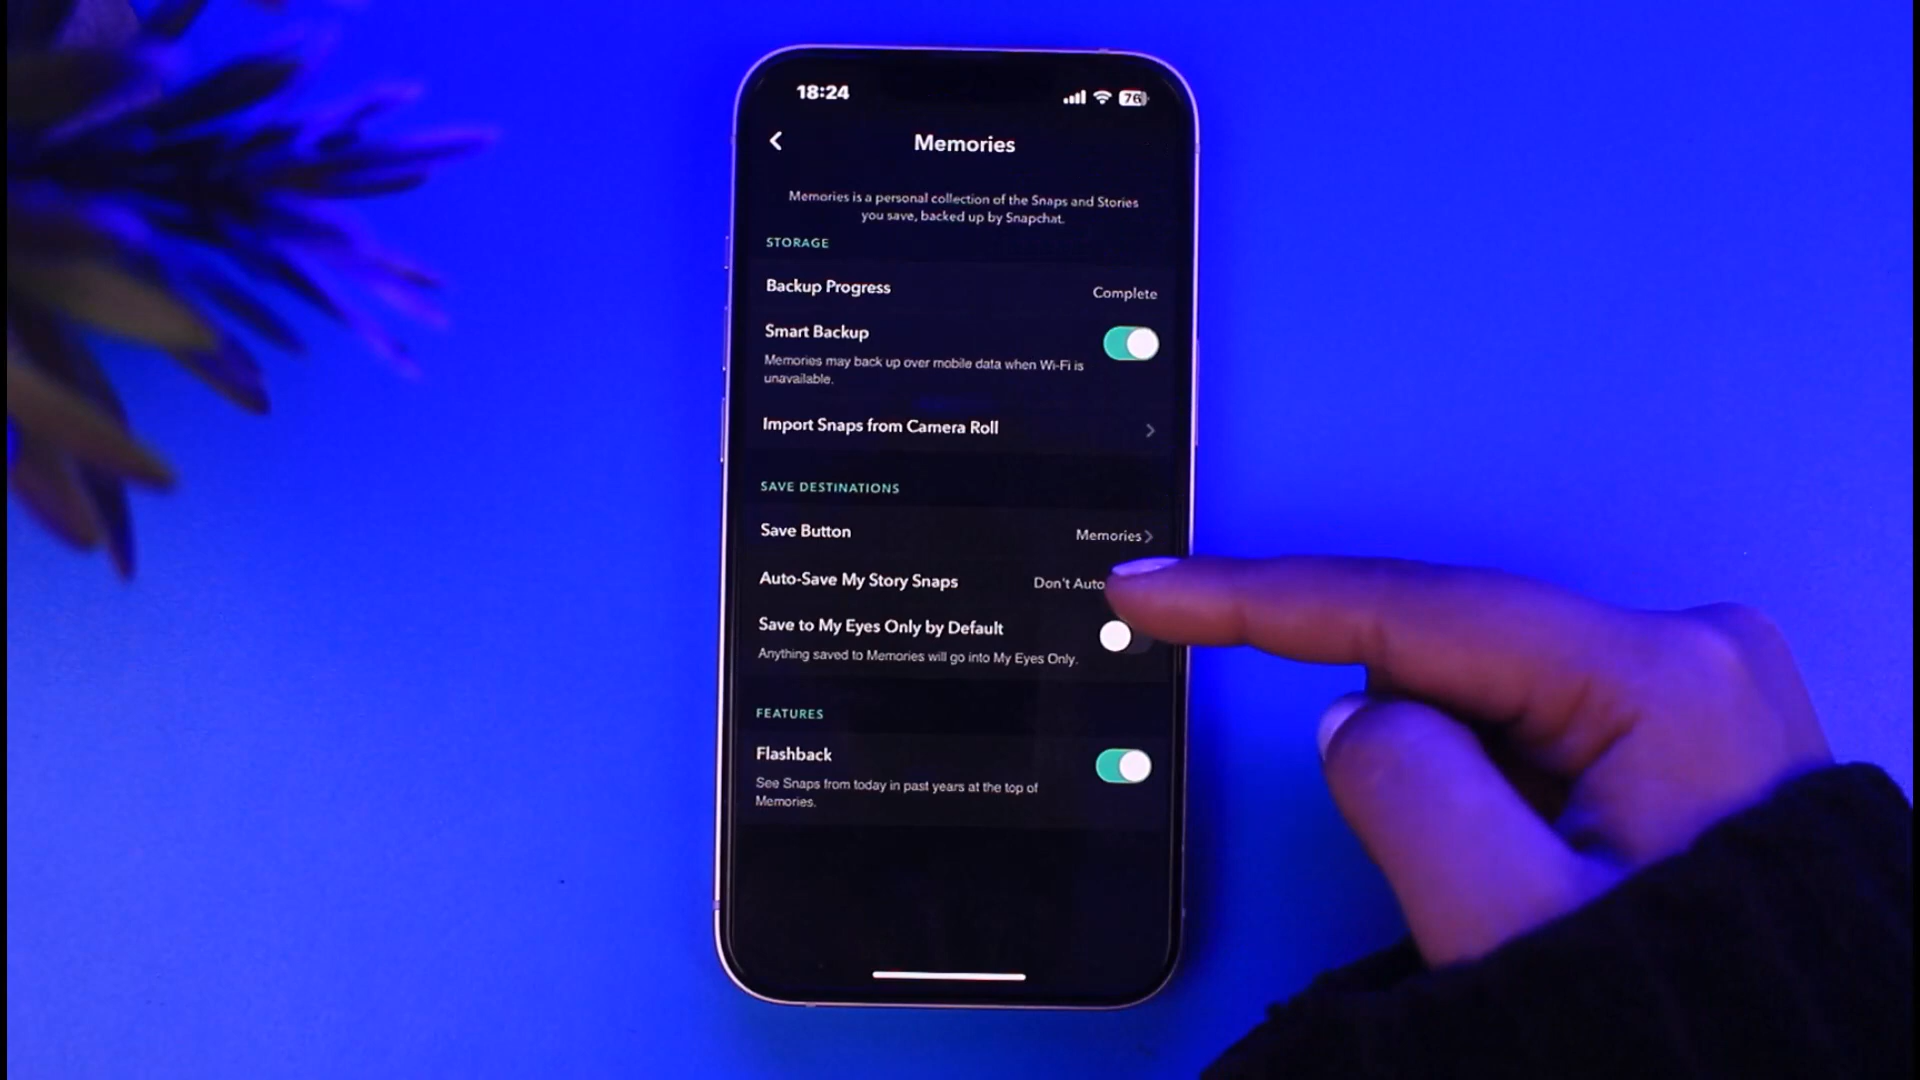 18:24
76
Memories
Memories is a personal collection of the Snaps and Stories
you save, backed up by Snapchat.
STORAGE
Backup Progress
Complete
Smart Backup
Memories may back up over mobile data when Wi-Fi is
unavailable.
Import Snaps from Camera Roll
SAVE DESTINATIONS
Save Button
Memories
Auto-Save My Story Snaps
Don't Auto
Save to My Eyes Only by Default
Anything saved to Memories will go into My Eyes Only.
FEATURES
Flashback
See Snaps from today in past years at the top of
Memories.